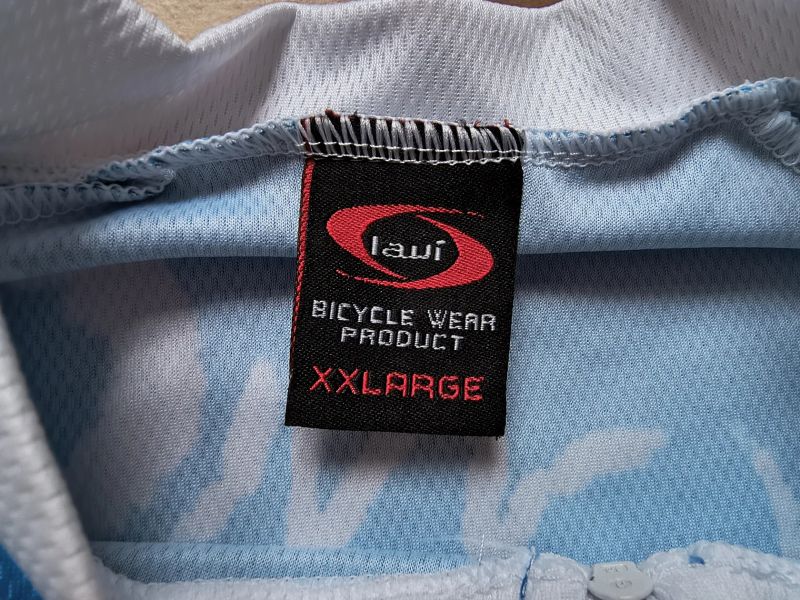 lawi
BICYCLE WEAR
PRODUCT
XXLARGE